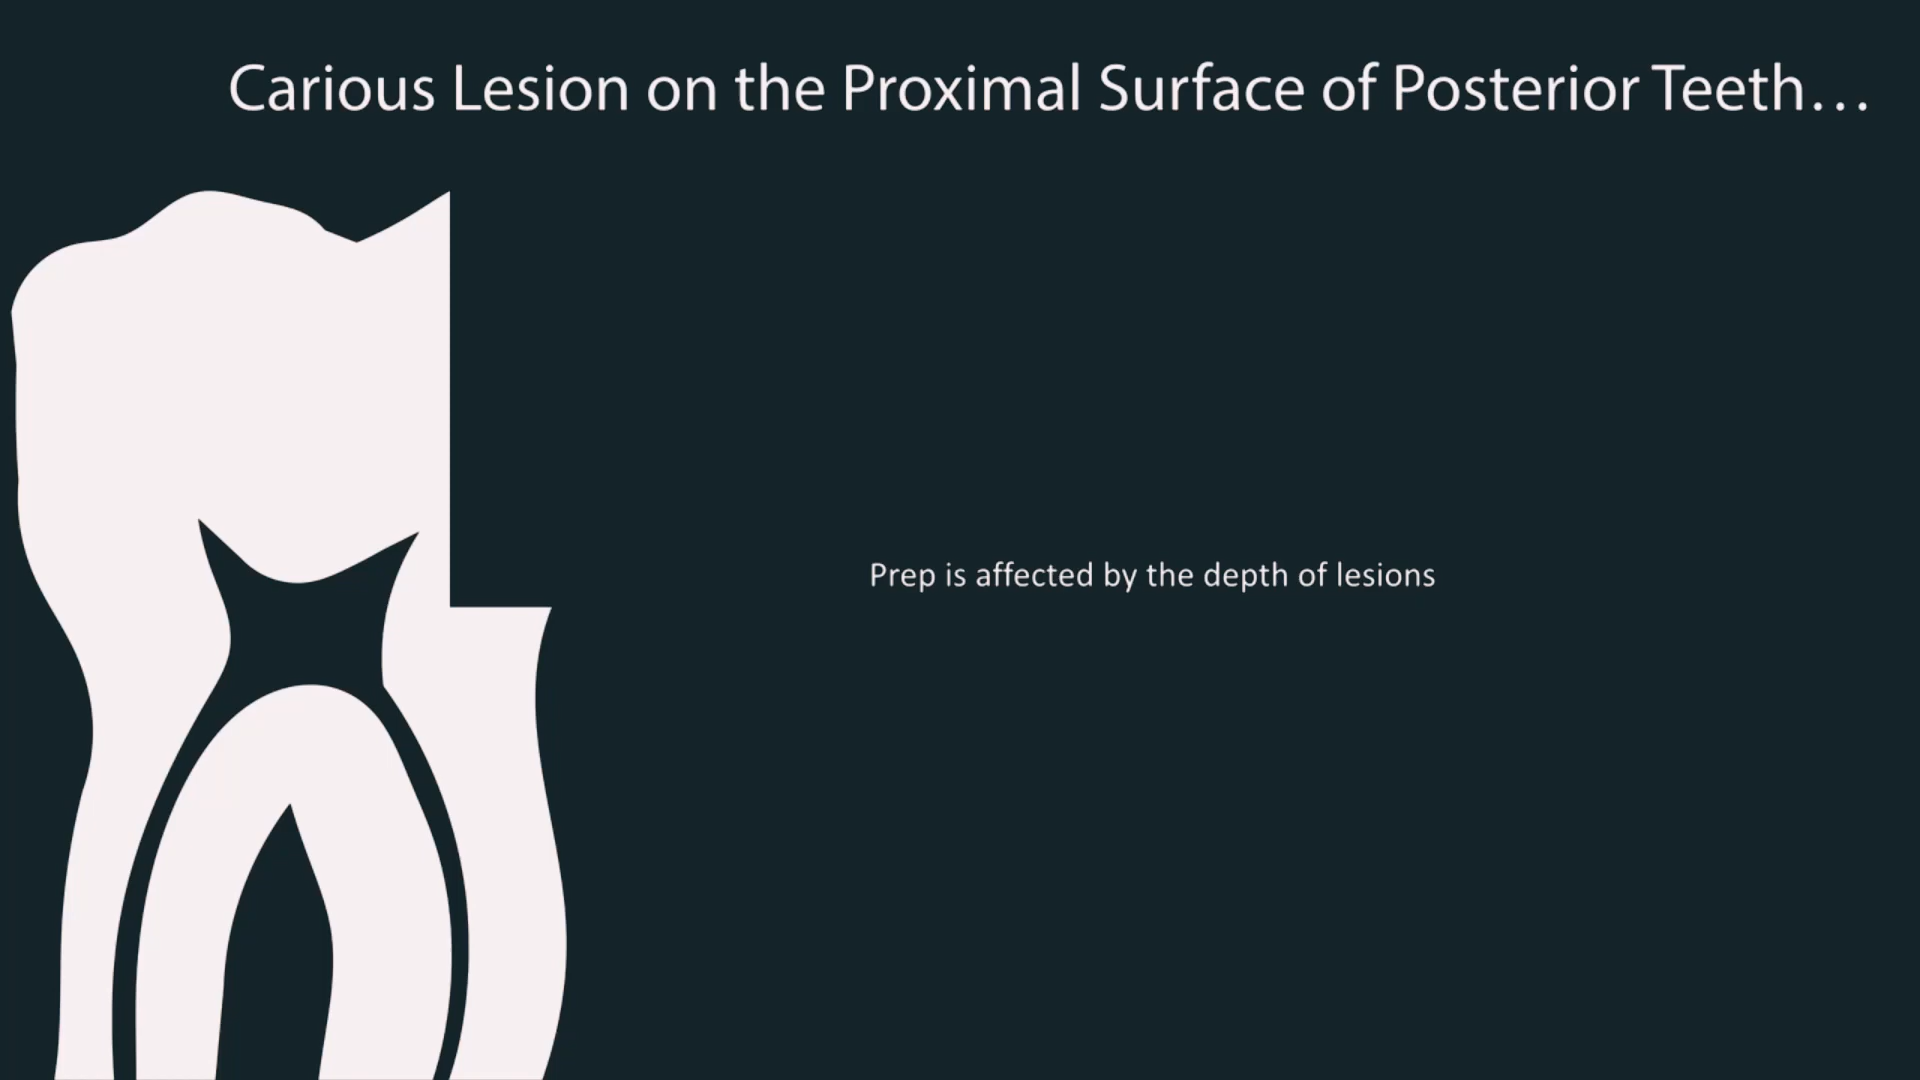 Carious Lesion on the Proximal Surface of Posterior Teeth...
Prep is affected by the depth of lesions